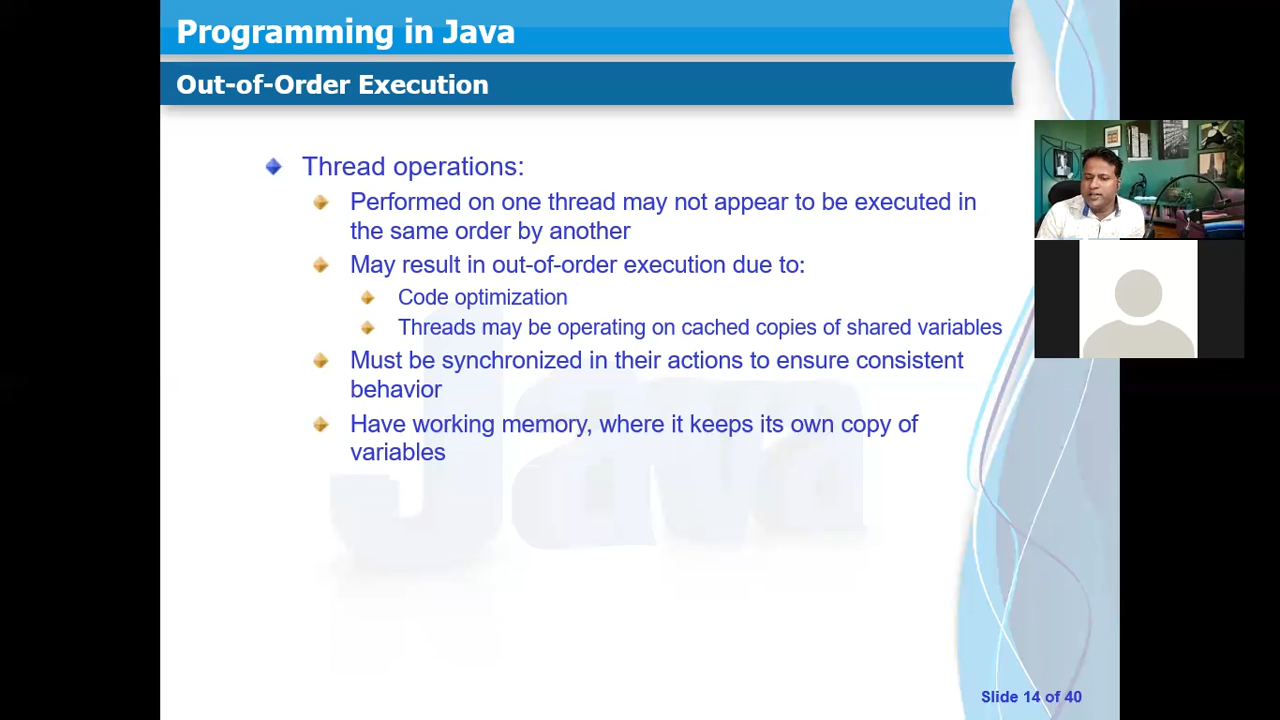 Programming in Java
Out-of-Order Execution
Thread operations:
Performed on one thread may not appear to be executed in
the same order by another
May result in out-of-order execution due to:
Code optimization
Threads may be operating on cached copies of shared variables
Must be synchronized in their actions to ensure consistent
behavior
Have working memory, where it keeps its own copy of
variables
Java
Slide 14 of 40